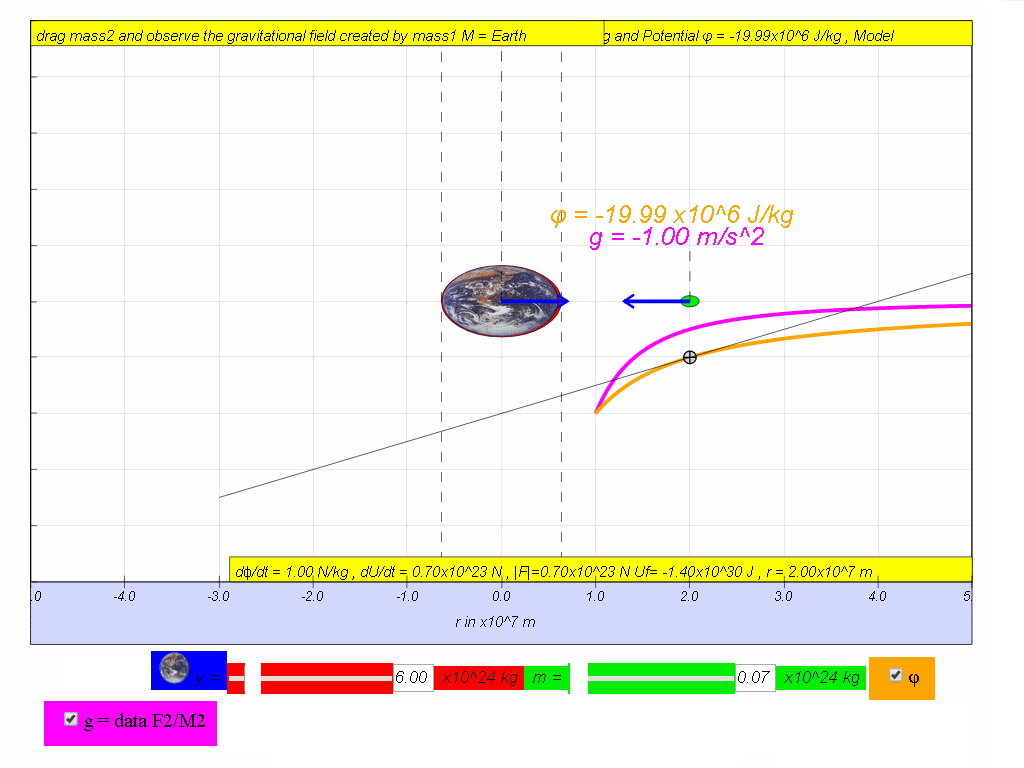 drag mass2 and observe the gravitational field created by mass1 M = Earth
g and Potential φ = -19.99x10^6 J/kg , Model
φ = -19.99 x10^6 J/kg
g = -1.00 m/s^2
dϕ/dt = 1.00 N/kg , dU/dt = 0.70x10^23 N , |F|=0.70x10^23 N Uf= -1.40x10^30 J , r = 2.00x10^7 m
.0 -4.0 -3.0 -2.0 -1.0 0.0 1.0 2.0 3.0 4.0 5.
r in x10^7 m
6.00 x10^24 kg m = 0.07 x10^24 kg φ
g = data F2/M2